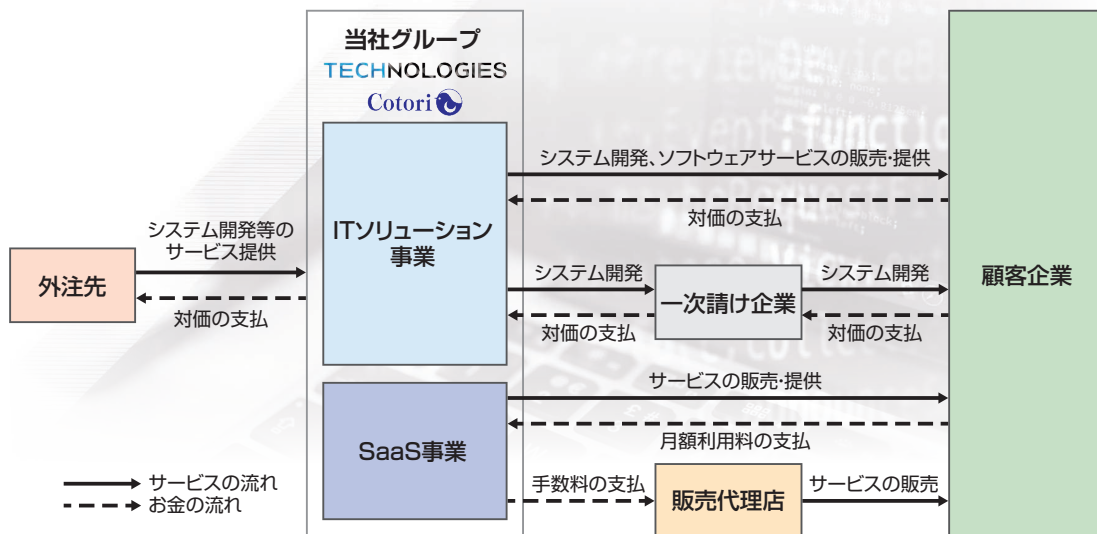 当社グループ
TECHNOLOGIES
Cotori
システム開発、ソフトウェアサービスの販売・提供
対価の支払
システム開発等の
サービス提供
ITソリューション
事業
外注先
対価の支払
システム開発
一次請け企業
システム開発
対価の支払
対価の支払
顧客企業
サービスの販売・提供
月額利用料の支払
SaaS事業
手数料の支払
販売代理店
サービスの販売
サービスの流れ
お金の流れ